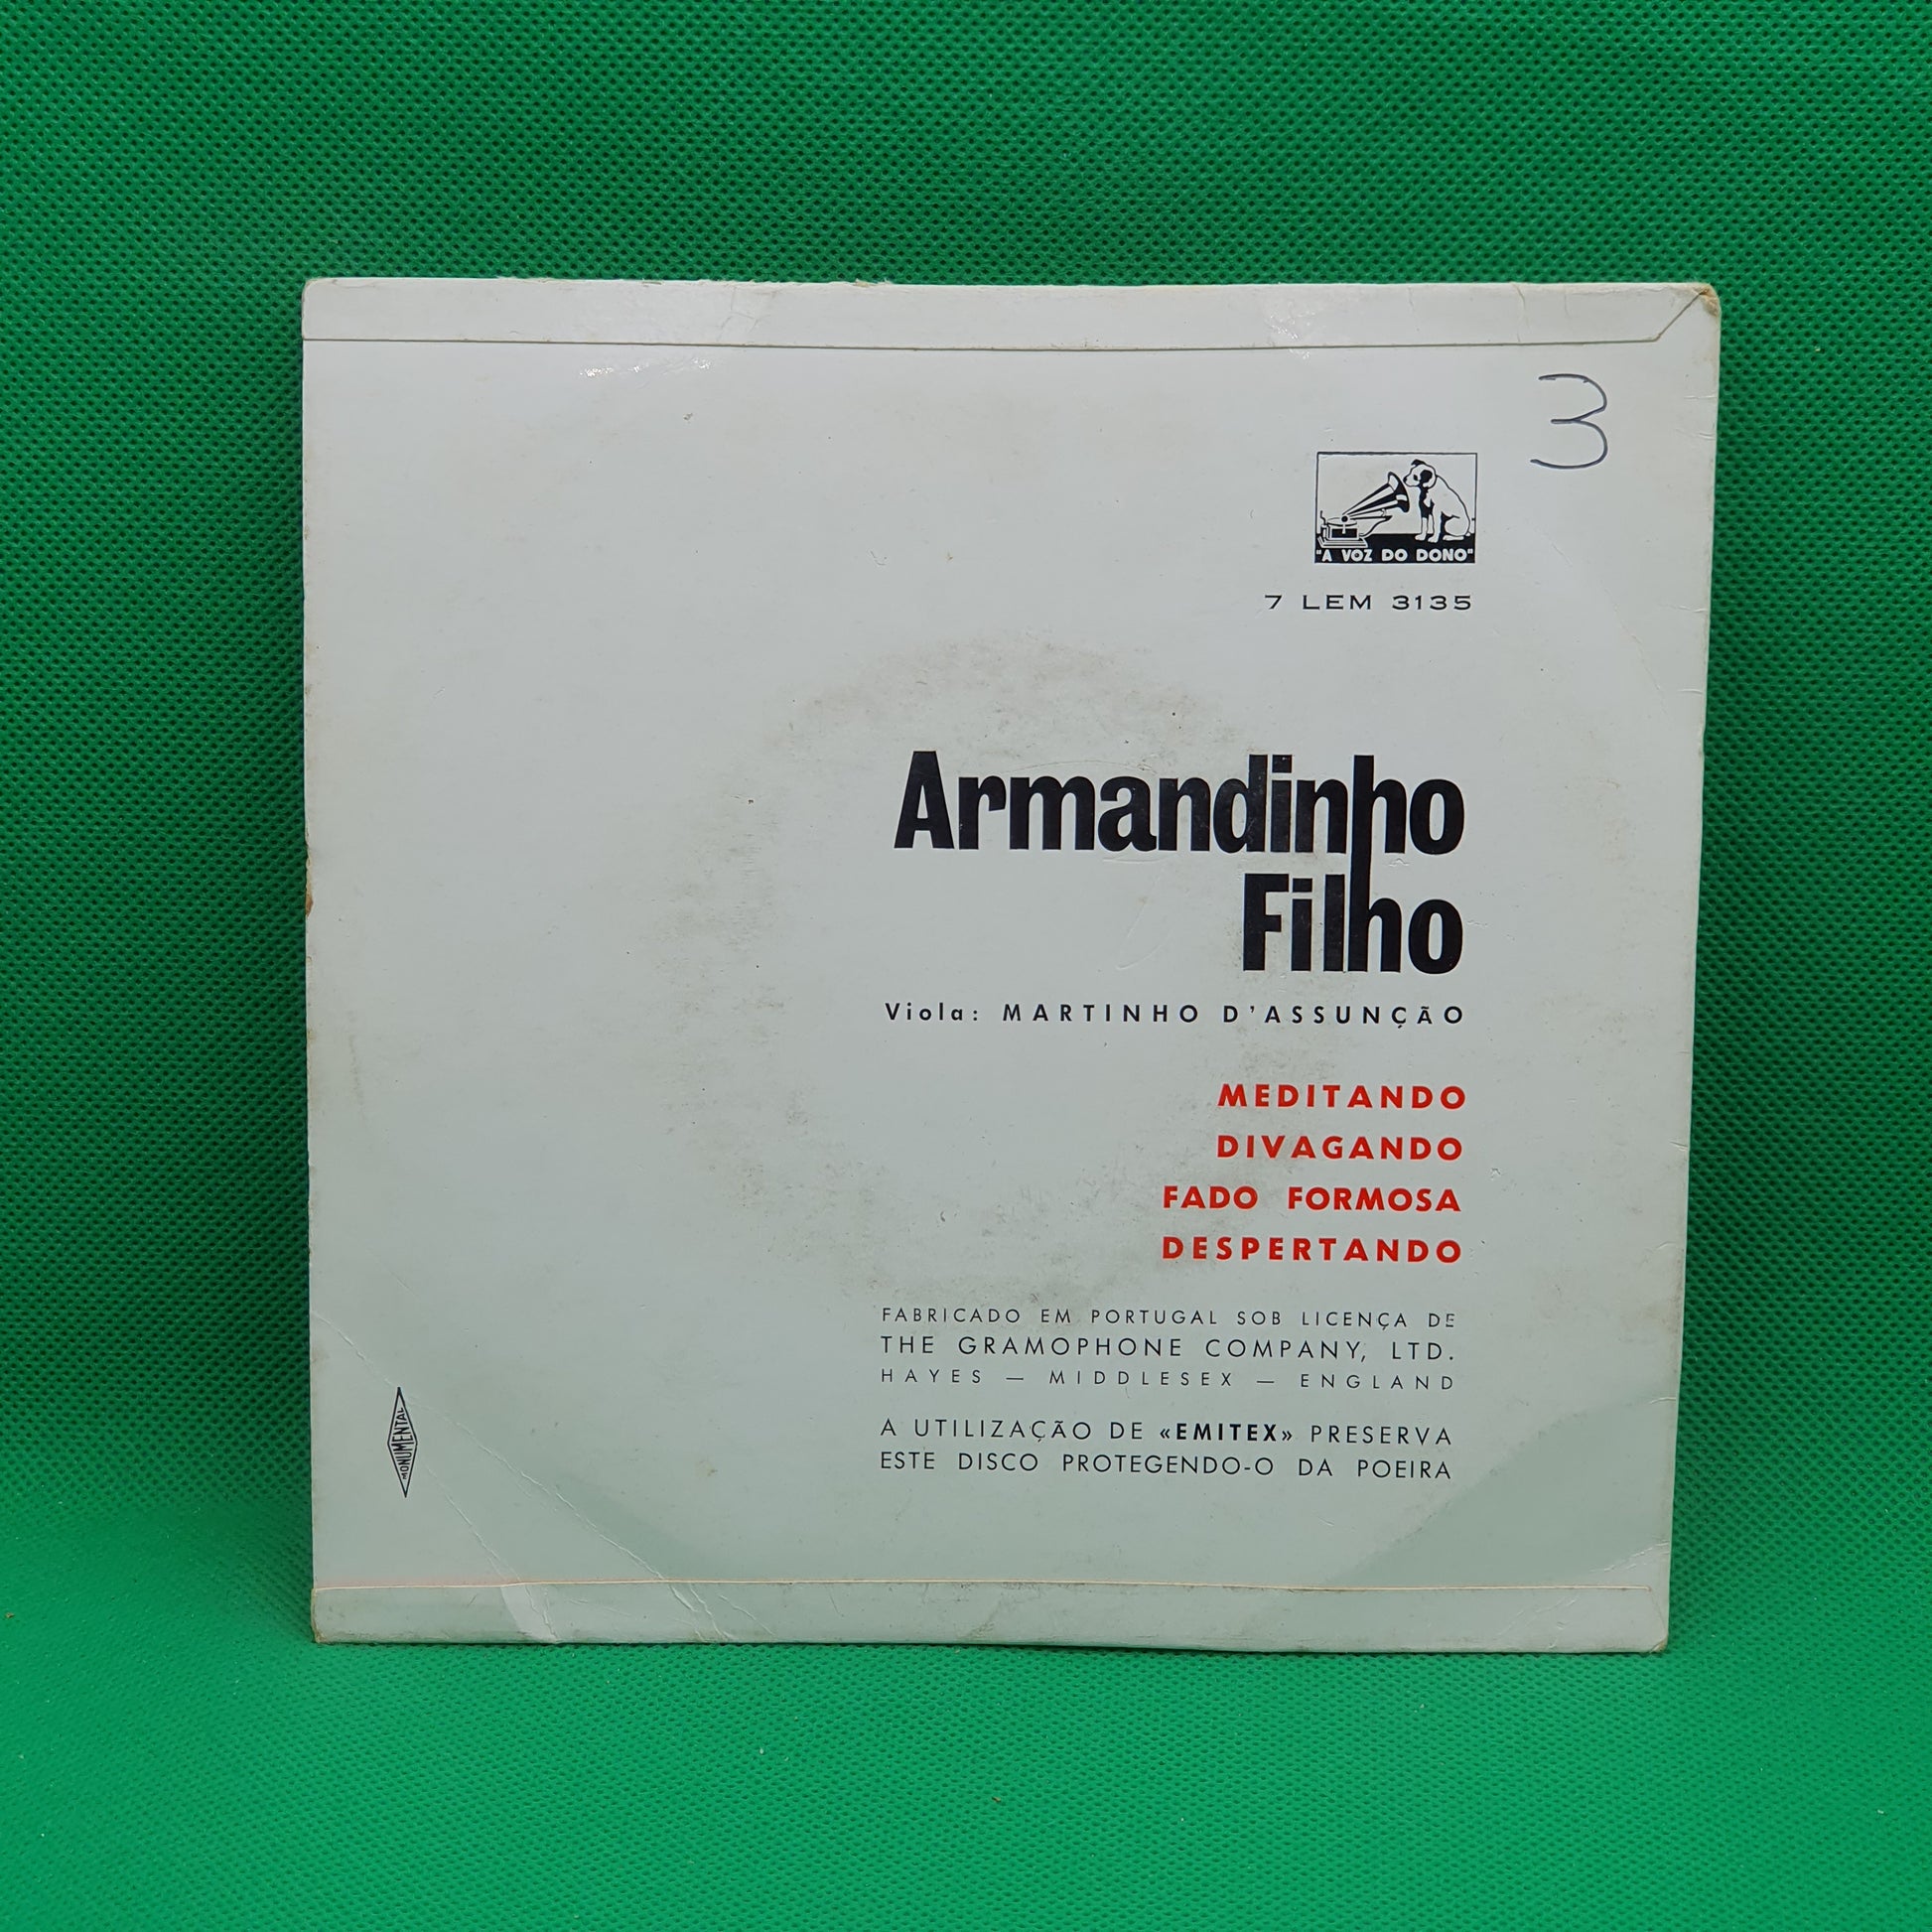 3
"A VOZ DO DONO"
7 LEM 3135
Armandinho
Filho
Viola: MARTINHO D'ASSUNÇÃO
MEDITANDO
DIVAGANDO
FADO FORMOSA
DESPERTANDO
FABRICADO EM PORTUGAL SOB LICENÇA DE
THE GRAMOPHONE COMPANY, LTD.
HAYES — MIDDLESEX — ENGLAND
A UTILIZAÇÃO DE «EMITEX» PRESERVA
ESTE DISCO PROTEGENDO-O DA POEIRA
MONUMENTAL